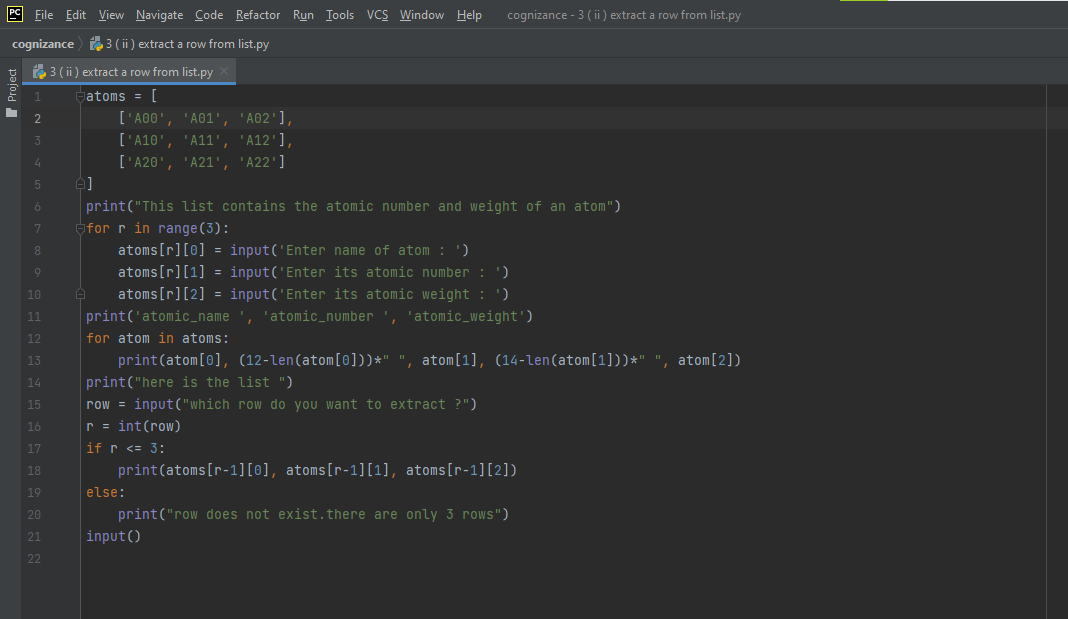 PC File Edit View Navigate Code Refactor Run Tools VCS Window Help cognizance - 3 ( ii ) extract a row from list.py
cognizance 3 ( ii ) extract a row from list.py
Project
3 ( ii ) extract a row from list.py
1 atoms = [
2     ['A00', 'A01', 'A02'],
3     ['A10', 'A11', 'A12'],
4     ['A20', 'A21', 'A22']
5 ]
6 print("This list contains the atomic number and weight of an atom")
7 for r in range(3):
8     atoms[r][0] = input('Enter name of atom : ')
9     atoms[r][1] = input('Enter its atomic number : ')
10     atoms[r][2] = input('Enter its atomic weight : ')
11 print('atomic_name ', 'atomic_number ', 'atomic_weight')
12 for atom in atoms:
13     print(atom[0], (12-len(atom[0]))*" ", atom[1], (14-len(atom[1]))*" ", atom[2])
14 print("here is the list ")
15 row = input("which row do you want to extract ?")
16 r = int(row)
17 if r <= 3:
18     print(atoms[r-1][0], atoms[r-1][1], atoms[r-1][2])
19 else:
20     print("row does not exist.there are only 3 rows")
21 input()
22